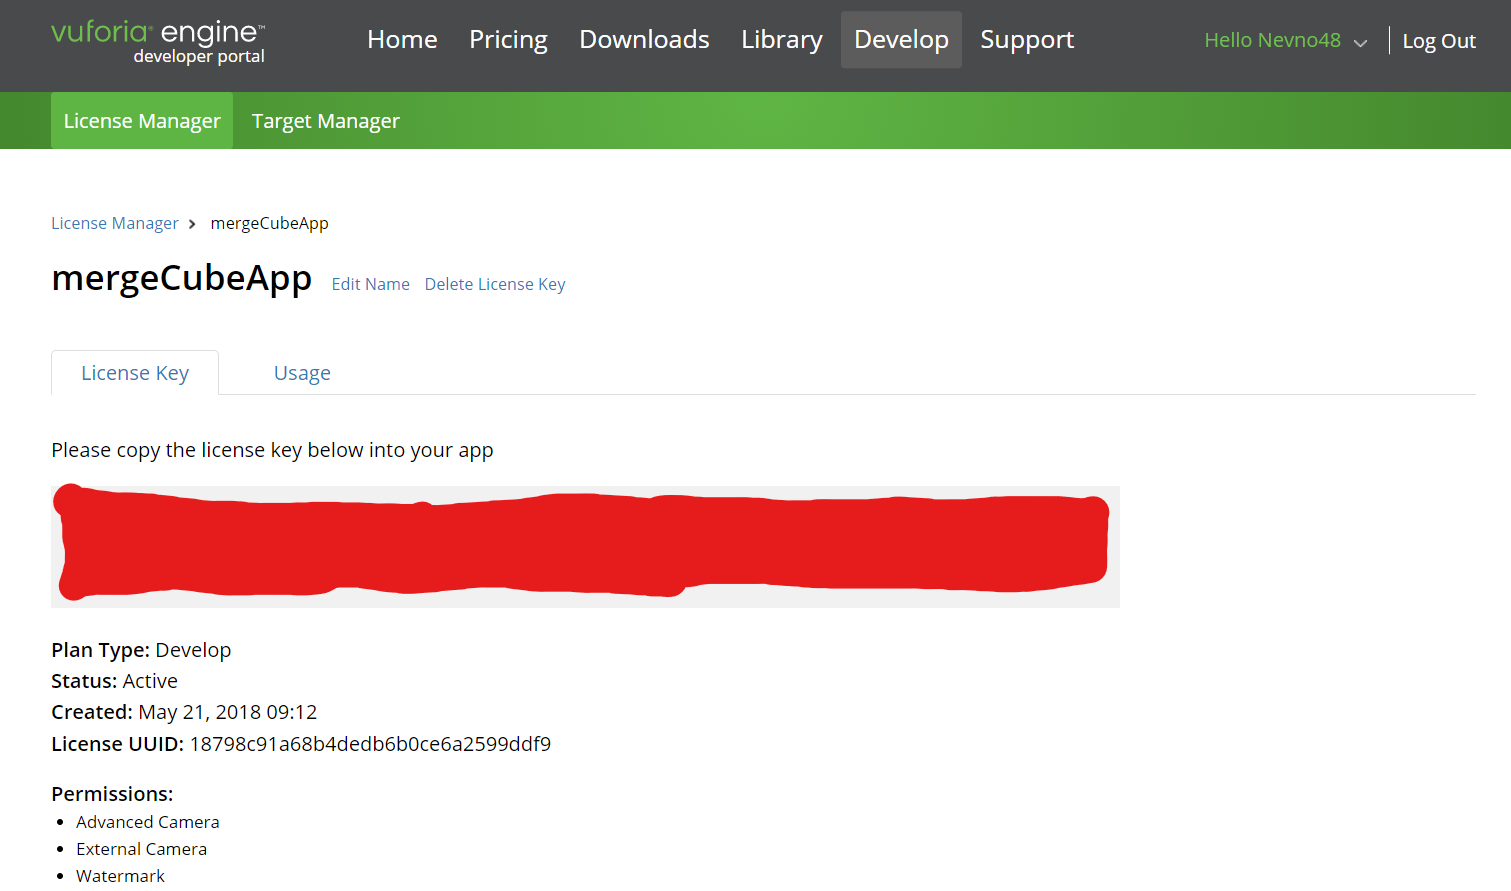 vuforia® engine™
developer portal
Home Pricing Downloads Library Develop Support
Hello Nevno48
Log Out
License Manager Target Manager
License Manager > mergeCubeApp
mergeCubeApp Edit Name Delete License Key
License Key Usage
Please copy the license key below into your app
Plan Type: Develop
Status: Active
Created: May 21, 2018 09:12
License UUID: 18798c91a68b4dedb6b0ce6a2599ddf9
Permissions:
• Advanced Camera
• External Camera
• Watermark